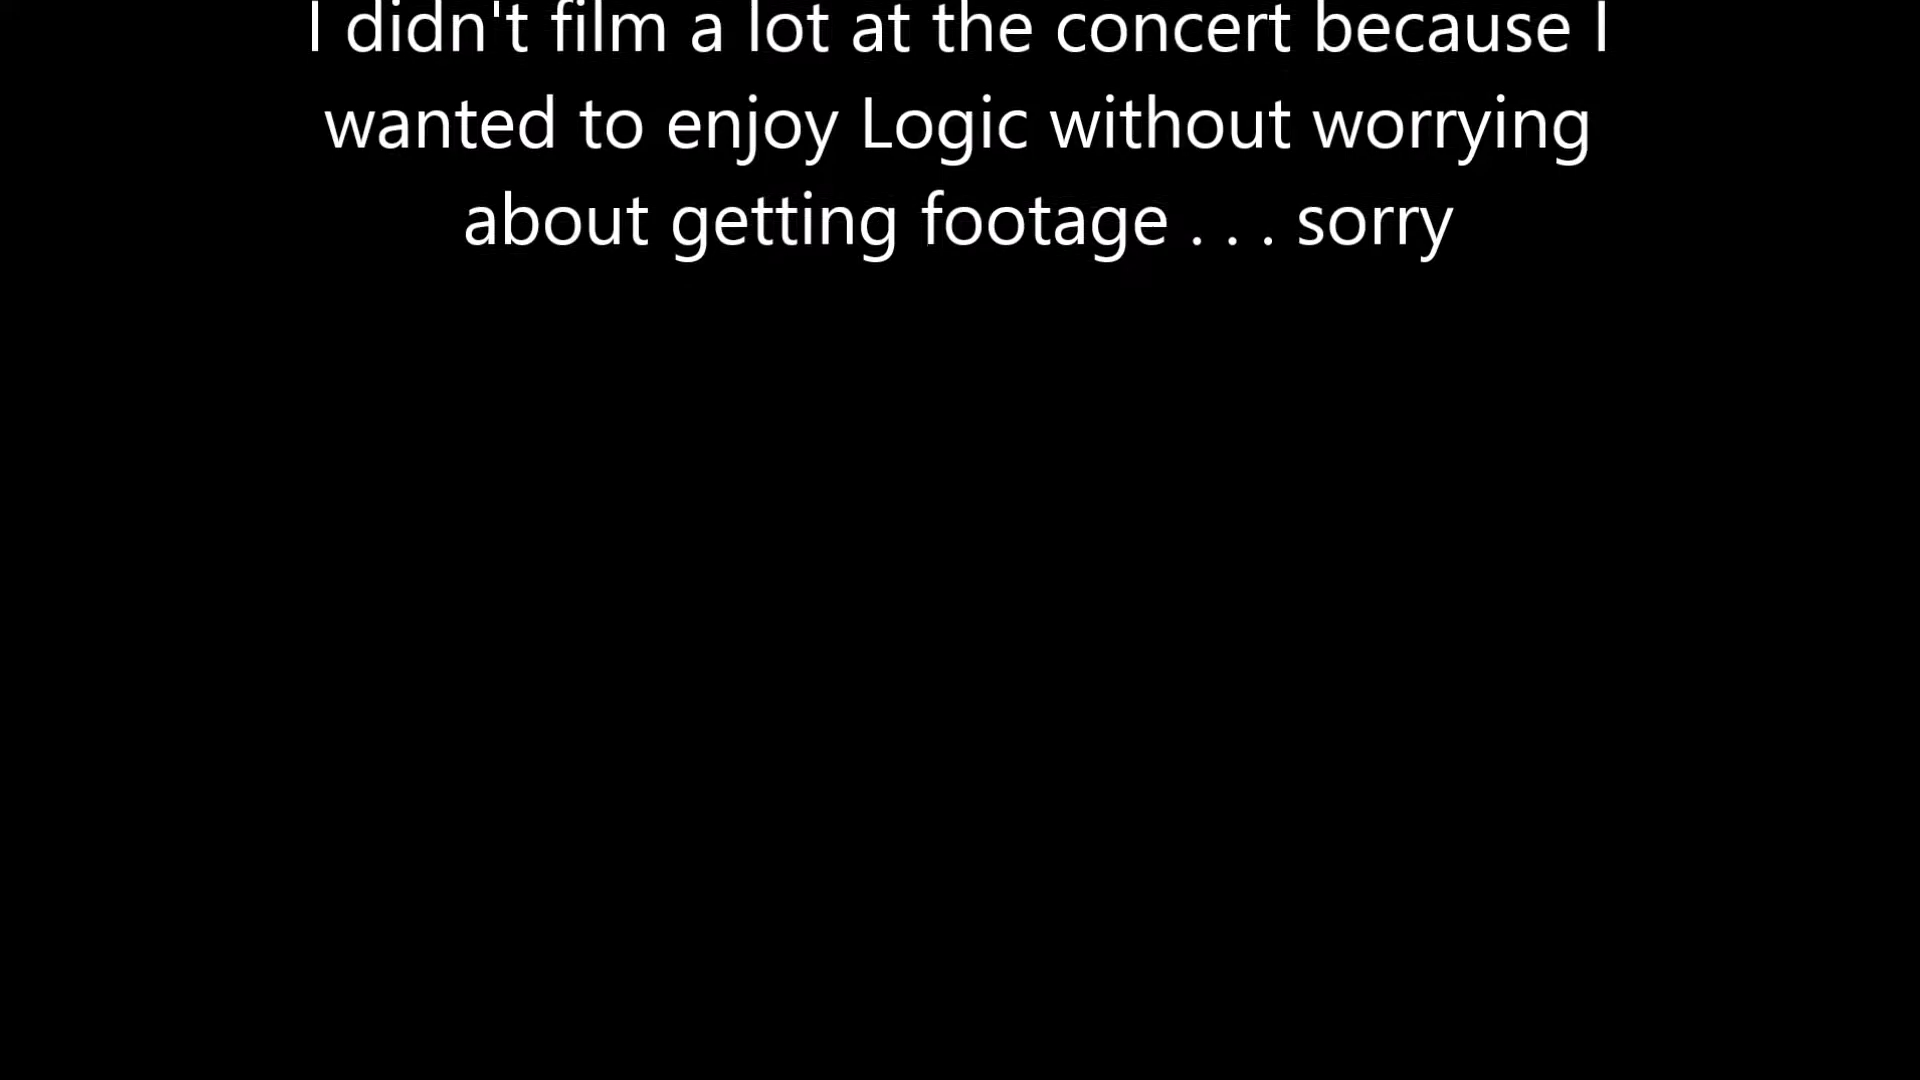 I didn't film a lot at the concert because I
wanted to enjoy Logic without worrying
about getting footage . . . sorry